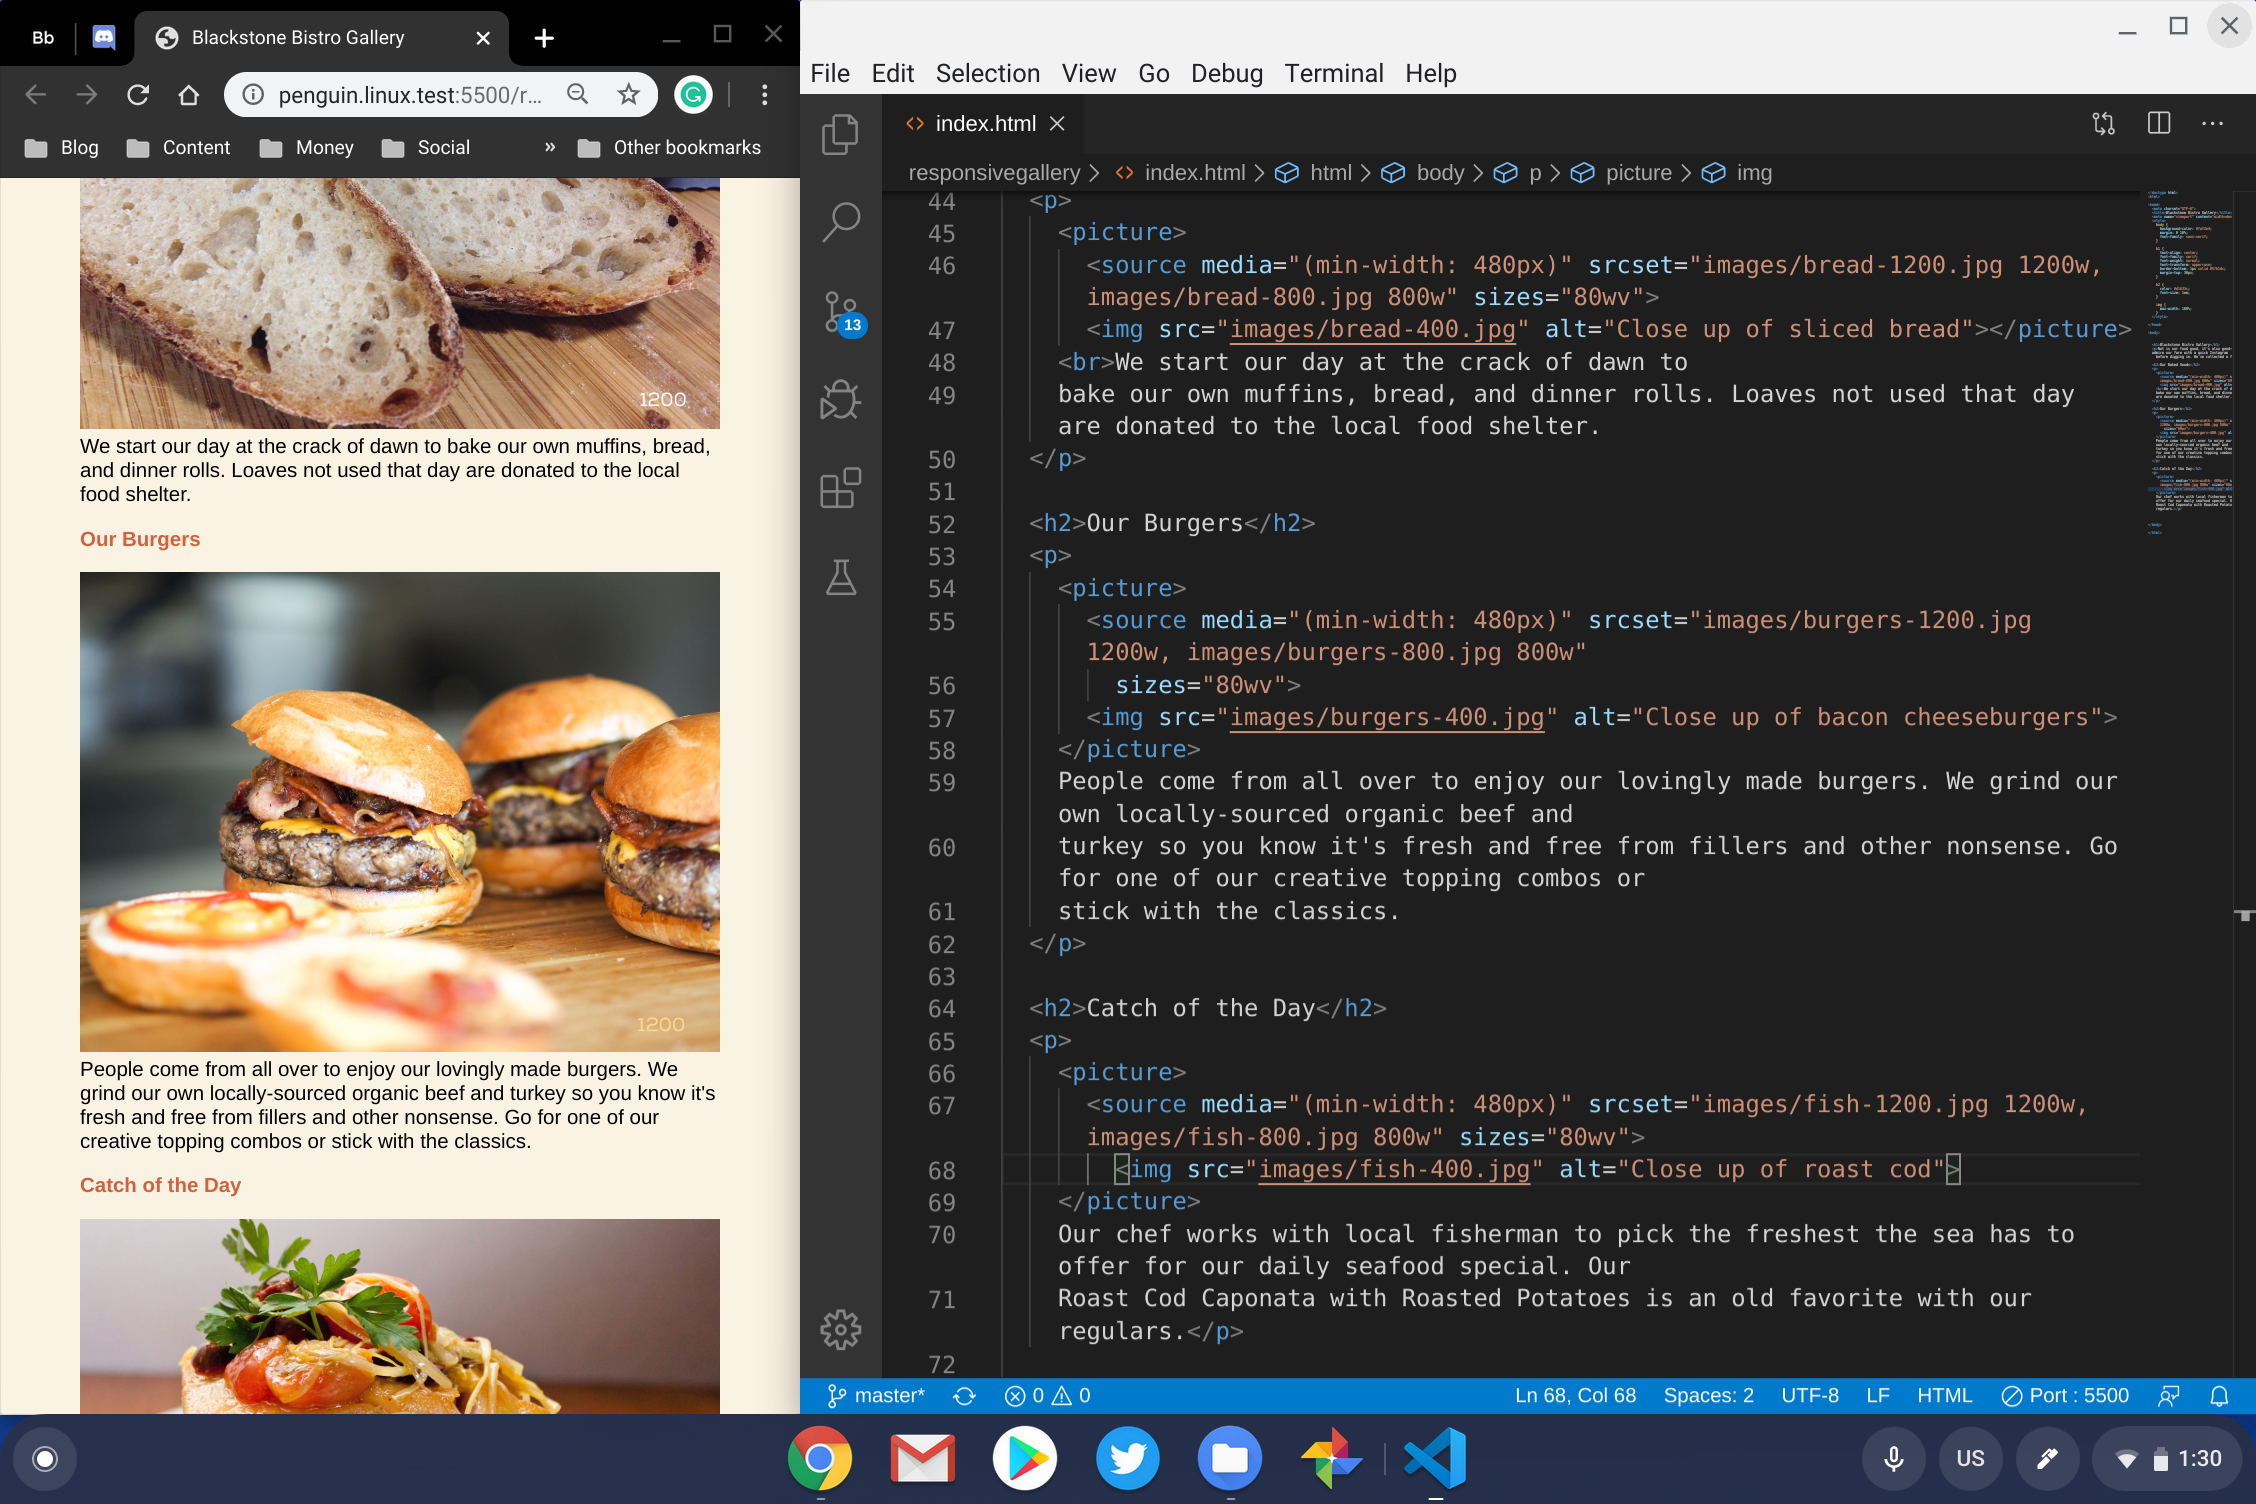 Bb
Blackstone Bistro Gallery
penguin.linux.test:5500/r...
Blog Content Money Social » Other bookmarks
1200
We start our day at the crack of dawn to bake our own muffins, bread,
and dinner rolls. Loaves not used that day are donated to the local
food shelter.
Our Burgers
1200
People come from all over to enjoy our lovingly made burgers. We
grind our own locally-sourced organic beef and turkey so you know it's
fresh and free from fillers and other nonsense. Go for one of our
creative topping combos or stick with the classics.
Catch of the Day
File Edit Selection View Go Debug Terminal Help
index.html
responsivegallery > index.html > html > body > p > picture > img
13
44 <p>
45 <picture>
46 <source media="(min-width: 480px)" srcset="images/bread-1200.jpg 1200w,
images/bread-800.jpg 800w" sizes="80wv">
47 <img src="images/bread-400.jpg" alt="Close up of sliced bread"></picture>
48 <br>We start our day at the crack of dawn to
49 bake our own muffins, bread, and dinner rolls. Loaves not used that day
are donated to the local food shelter.
50 </p>
51
52 <h2>Our Burgers</h2>
53 <p>
54 <picture>
55 <source media="(min-width: 480px)" srcset="images/burgers-1200.jpg
1200w, images/burgers-800.jpg 800w"
56 sizes="80wv">
57 <img src="images/burgers-400.jpg" alt="Close up of bacon cheeseburgers">
58 </picture>
59 People come from all over to enjoy our lovingly made burgers. We grind our
own locally-sourced organic beef and
60 turkey so you know it's fresh and free from fillers and other nonsense. Go
for one of our creative topping combos or
61 stick with the classics.
62 </p>
63
64 <h2>Catch of the Day</h2>
65 <p>
66 <picture>
67 <source media="(min-width: 480px)" srcset="images/fish-1200.jpg 1200w,
images/fish-800.jpg 800w" sizes="80wv">
68 <img src="images/fish-400.jpg" alt="Close up of roast cod">
69 </picture>
70 Our chef works with local fisherman to pick the freshest the sea has to
offer for our daily seafood special. Our
71 Roast Cod Caponata with Roasted Potatoes is an old favorite with our
regulars.</p>
72
master* 0 0 Ln 68, Col 68 Spaces: 2 UTF-8 LF HTML Port : 5500
US 1:30